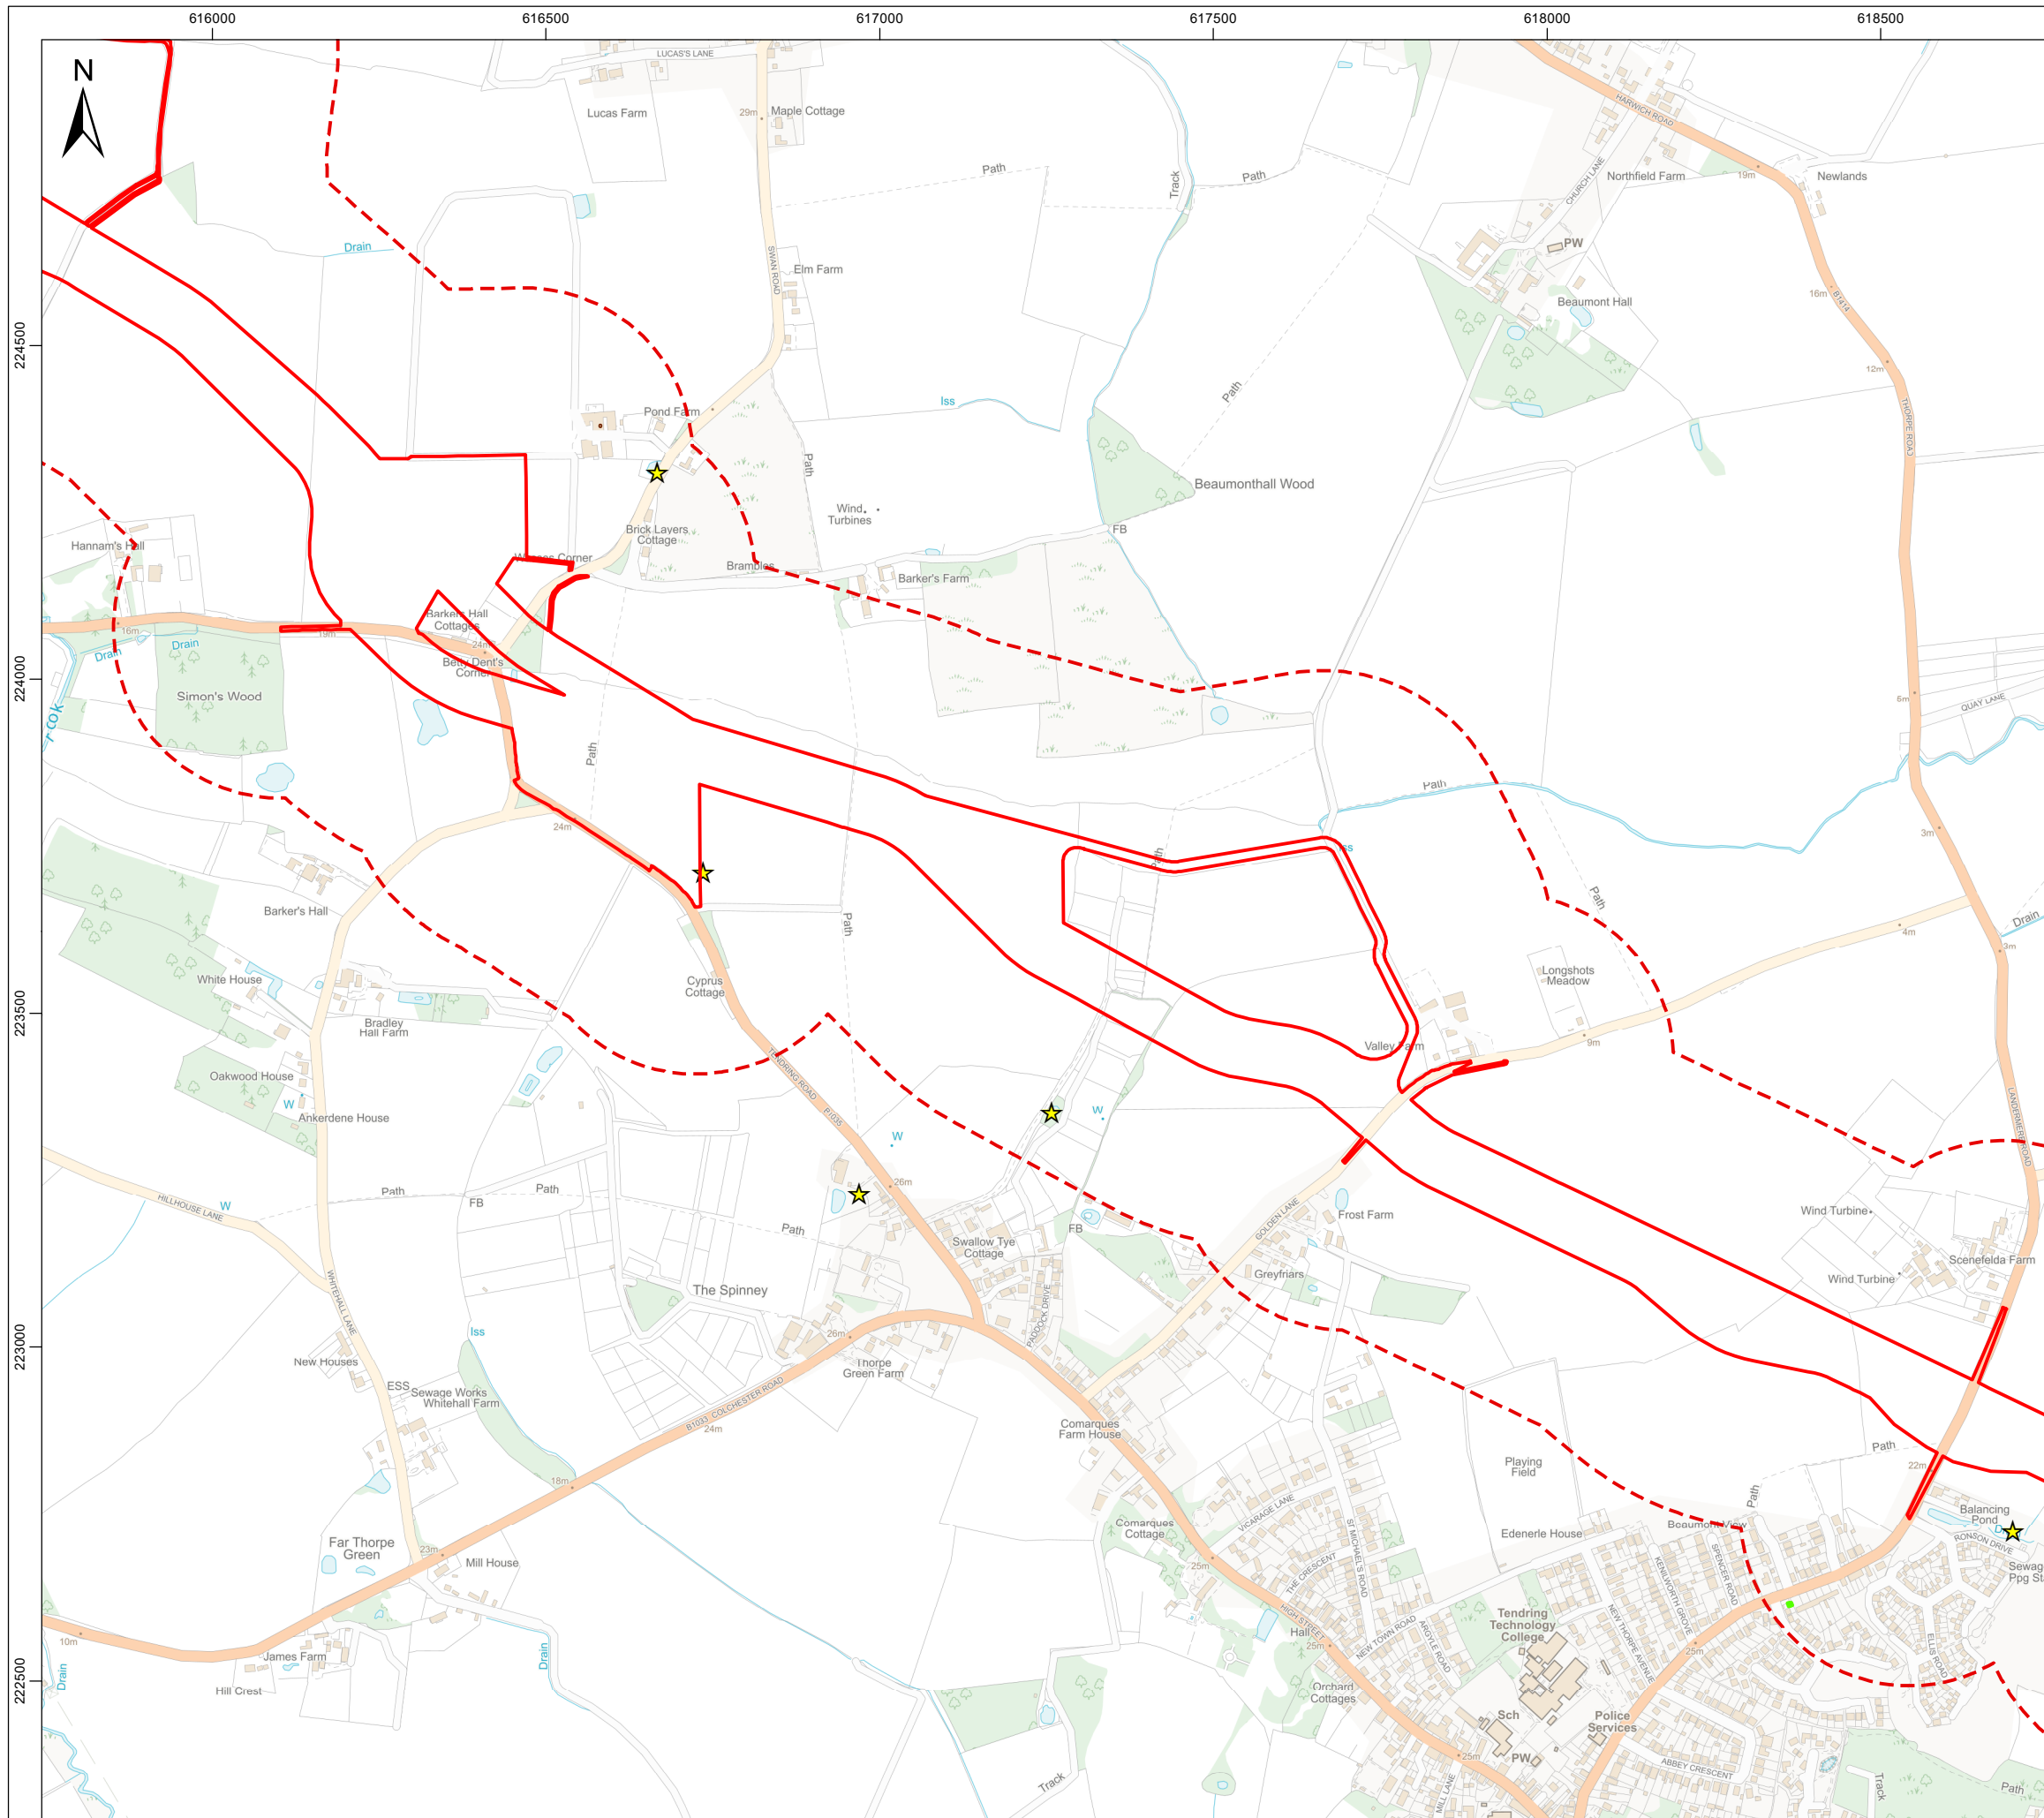 616000
616500
617000
617500
618000
618500
N
LUCAS'S LANE
Lucas Farm
29m
Maple Cottage
HARWICH ROAD
Path
Track
Path
CHURCH LANE
Northfield Farm
19m
Newlands
Drain
SWAN ROAD
Elm Farm
PW
Beaumont Hall
16m
B1414
224500
12m
Path
Iss
Pond Farm
THORPE ROAD
Path
Beaumonthall Wood
Wind
Turbines
Brick Layers
Cottage
FB
Hannam's Hall
Brambles
Barker's Farm
Barkers Hall
Cottages
16m
19m
Drain
Drain
24m
Betty Dent's
Corner
224000
Simon's Wood
6m
QUAY LANE
Path
Path
24m
3m
Iss
Path
Barker's Hall
Path
Path
4m
Drain
3m
White House
Cyprus
Cottage
Longshots
Meadow
223500
Bradley
Hall Farm
Valley Farm
9m
Oakwood House
TENDRING ROAD
B1035
W
Ankerdene House
W
W
LANDERMERE ROAD
HILLHOUSE LANE
W
Path
FB
Path
Path
26m
FB
GOLDEN LANE
Frost Farm
Wind Turbine
Swallow Tye
Cottage
Scenefelda Farm
Greyfriars
Wind Turbine
The Spinney
WHITEHALL LANE
PADDOCK DRIVE
Iss
26m
223000
New Houses
Thorpe
Green Farm
ESS
Sewage Works
Whitehall Farm
B1033 COLCHESTER ROAD
24m
Comarques
Farm House
Path
22m
Playing
Field
18m
Path
VICARAGE LANE
Comarques
Cottage
ST MICHAEL'S ROAD
Edenerle House
Beaumont View
Balancing
Pond
RONSON DRIVE
Far Thorpe
Green
23m
Mill House
25m
THE CRESCENT
KENILWORTH GROVE
SPENCER ROAD
Sewag
Ppg St
HIGH STREET
Hall
25m
NEW TOWN ROAD
ARGYLE ROAD
Tendring
Technology
College
NEW THORPE AVENUE
25m
ELLIS ROAD
10m
Drain
Drain
James Farm
Hill Crest
222500
Orchard
Cottages
Sch
Police
Services
PW
25m
ABBEY CRESCENT
MILL LANE
Track
Track
Path